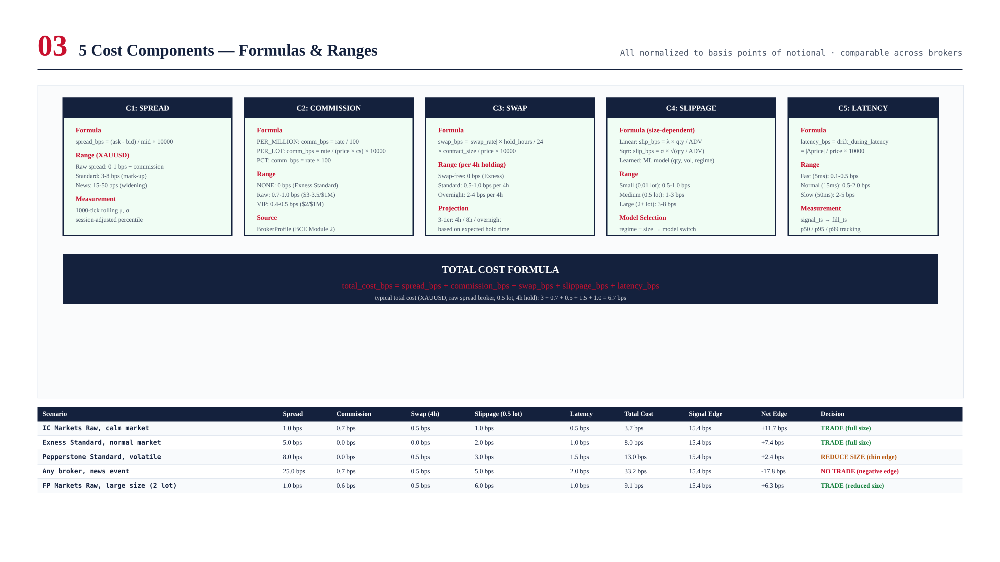 03 5 Cost Components — Formulas & Ranges
All normalized to basis points of notional · comparable across brokers
C1: SPREAD
Formula
spread_bps = (ask - bid) / mid × 10000
Range (XAUUSD)
Raw spread: 0-1 bps + commission
Standard: 3-8 bps (mark-up)
News: 15-50 bps (widening)
Measurement
1000-tick rolling μ, σ
session-adjusted percentile
C2: COMMISSION
Formula
PER_MILLION: comm_bps = rate / 100
PER_LOT: comm_bps = rate / (price × cs) × 10000
PCT: comm_bps = rate × 100
Range
NONE: 0 bps (Exness Standard)
Raw: 0.7-1.0 bps ($3-3.5/$1M)
VIP: 0.4-0.5 bps ($2/$1M)
Source
BrokerProfile (BCE Module 2)
C3: SWAP
Formula
swap_bps = |swap_rate| × hold_hours / 24
× contract_size / price × 10000
Range (per 4h holding)
Swap-free: 0 bps (Exness)
Standard: 0.5-1.0 bps per 4h
Overnight: 2-4 bps per 4h
Projection
3-tier: 4h / 8h / overnight
based on expected hold time
C4: SLIPPAGE
Formula (size-dependent)
Linear: slip_bps = λ × qty / ADV
Sqrt: slip_bps = σ × √(qty / ADV)
Learned: ML model (qty, vol, regime)
Range
Small (0.01 lot): 0.5-1.0 bps
Medium (0.5 lot): 1-3 bps
Large (2+ lot): 3-8 bps
Model Selection
regime + size → model switch
C5: LATENCY
Formula
latency_bps = drift_during_latency
= |Δprice| / price × 10000
Range
Fast (5ms): 0.1-0.5 bps
Normal (15ms): 0.5-2.0 bps
Slow (50ms): 2-5 bps
Measurement
signal_ts → fill_ts
p50 / p95 / p99 tracking
TOTAL COST FORMULA
total_cost_bps = spread_bps + commission_bps + swap_bps + slippage_bps + latency_bps
typical total cost (XAUUSD, raw spread broker, 0.5 lot, 4h hold): 3 + 0.7 + 0.5 + 1.5 + 1.0 = 6.7 bps
Scenario Spread Commission Swap (4h) Slippage (0.5 lot) Latency Total Cost Signal Edge Net Edge Decision
IC Markets Raw, calm market 1.0 bps 0.7 bps 0.5 bps 1.0 bps 0.5 bps 3.7 bps 15.4 bps +11.7 bps TRADE (full size)
Exness Standard, normal market 5.0 bps 0.0 bps 0.0 bps 2.0 bps 1.0 bps 8.0 bps 15.4 bps +7.4 bps TRADE (full size)
Pepperstone Standard, volatile 8.0 bps 0.0 bps 0.5 bps 3.0 bps 1.5 bps 13.0 bps 15.4 bps +2.4 bps REDUCE SIZE (thin edge)
Any broker, news event 25.0 bps 0.7 bps 0.5 bps 5.0 bps 2.0 bps 33.2 bps 15.4 bps -17.8 bps NO TRADE (negative edge)
FP Markets Raw, large size (2 lot) 1.0 bps 0.6 bps 0.5 bps 6.0 bps 1.0 bps 9.1 bps 15.4 bps +6.3 bps TRADE (reduced size)